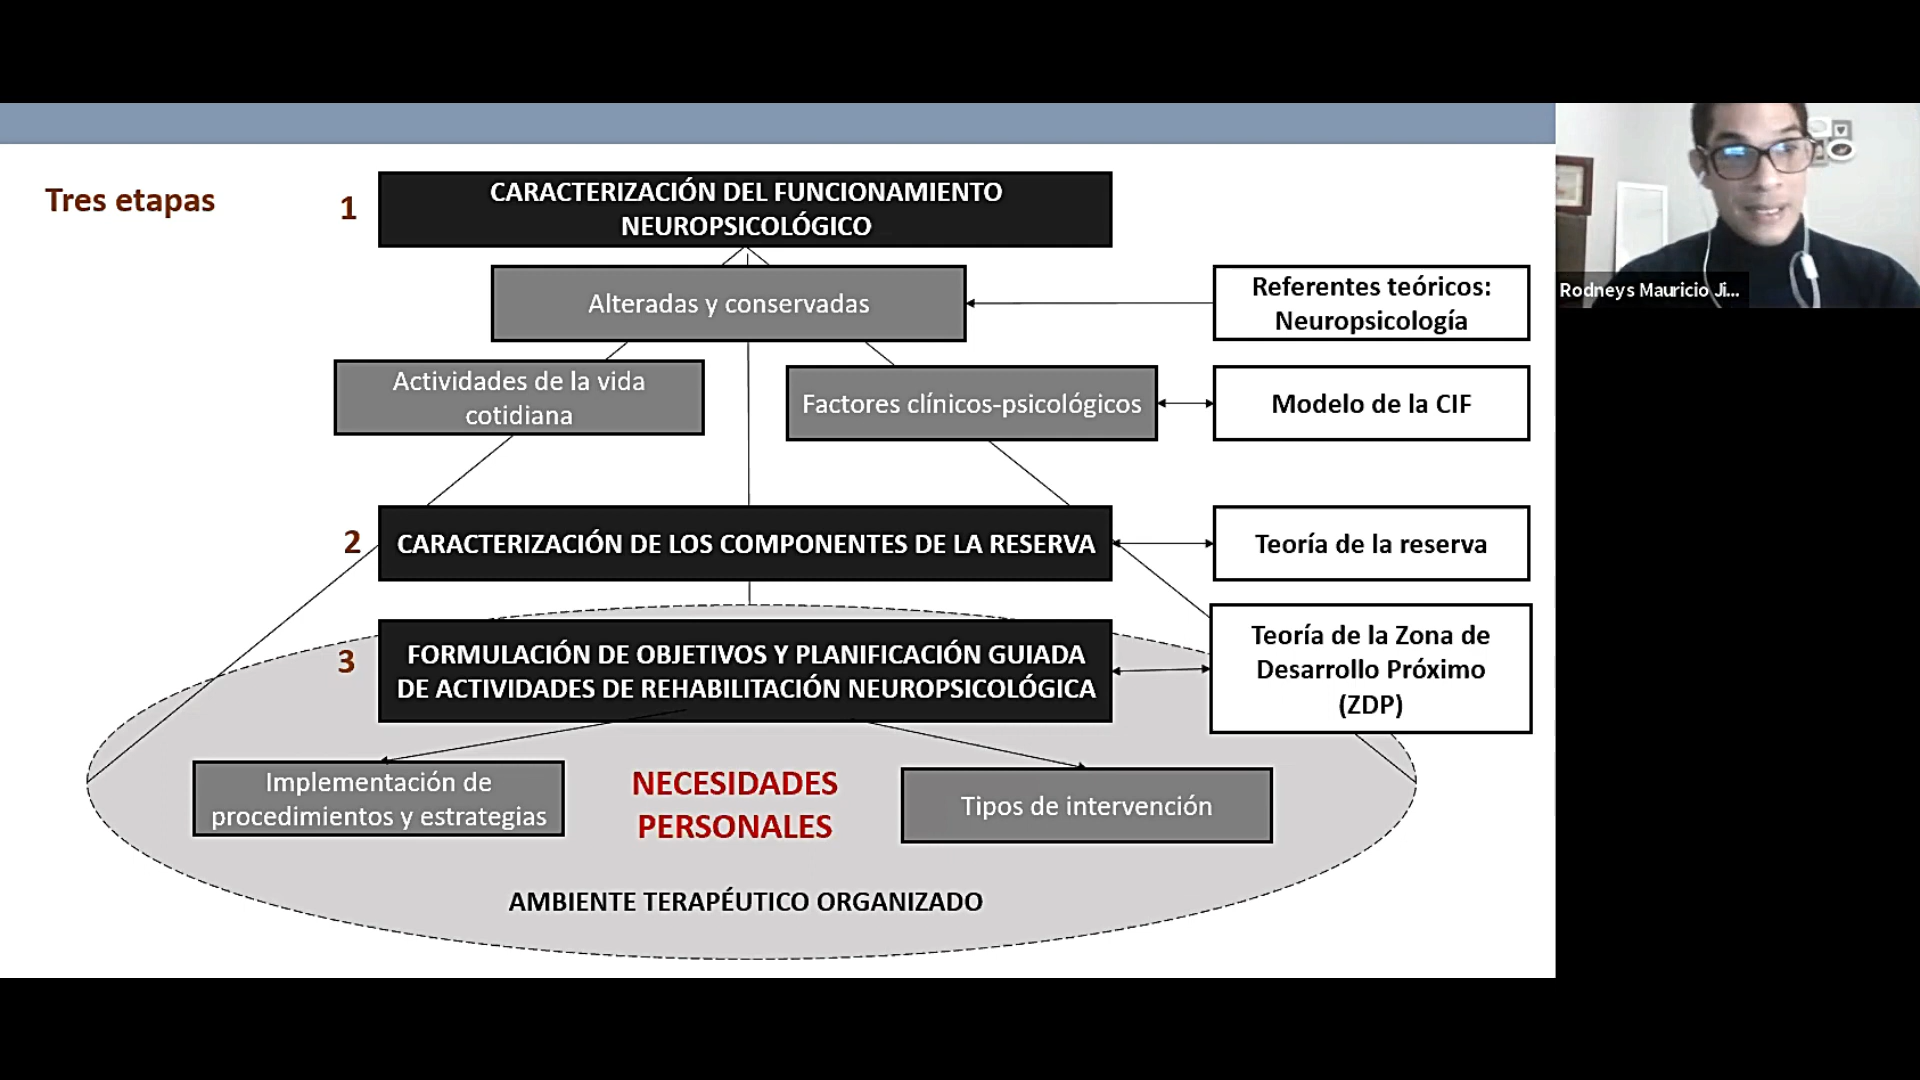 Tres etapas
1
CARACTERIZACIÓN DEL FUNCIONAMIENTO
NEUROPSICOLÓGICO
Alteradas y conservadas
Referentes teóricos:
Neuropsicología
Actividades de la vida
cotidiana
Factores clínicos-psicológicos
Modelo de la CIF
2
CARACTERIZACIÓN DE LOS COMPONENTES DE LA RESERVA
Teoría de la reserva
3
FORMULACIÓN DE OBJETIVOS Y PLANIFICACIÓN GUIADA
DE ACTIVIDADES DE REHABILITACIÓN NEUROPSICOLÓGICA
Teoría de la Zona de
Desarrollo Próximo
(ZDP)
Implementación de
procedimientos y estrategias
NECESIDADES
PERSONALES
Tipos de intervención
AMBIENTE TERAPÉUTICO ORGANIZADO
Rodneys Mauricio Ji...